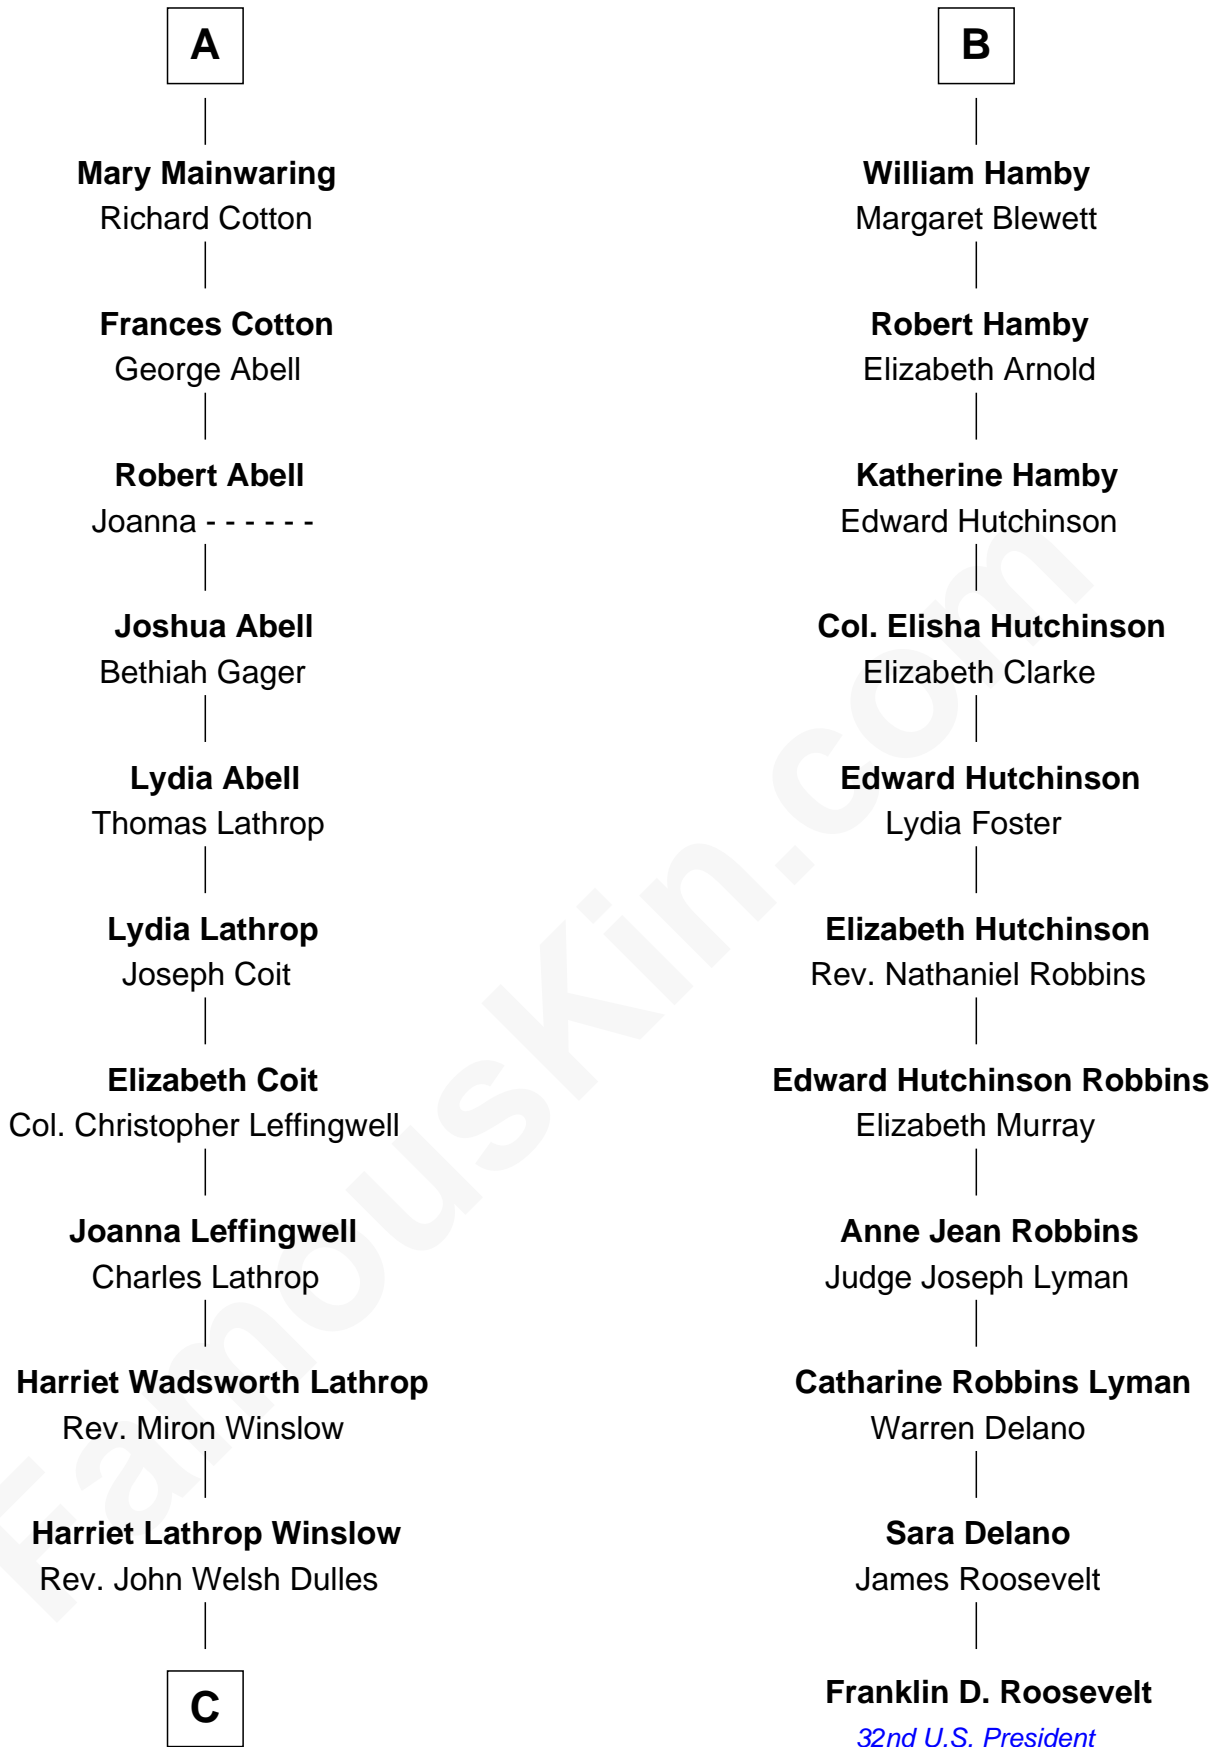 A
Mary Mainwaring
Richard Cotton
Frances Cotton
George Abell
Robert Abell
Joanna - - - - - -
Joshua Abell
Bethiah Gager
Lydia Abell
Thomas Lathrop
Lydia Lathrop
Joseph Coit
Elizabeth Coit
Col. Christopher Leffingwell
Joanna Leffingwell
Charles Lathrop
Harriet Wadsworth Lathrop
Rev. Miron Winslow
Harriet Lathrop Winslow
Rev. John Welsh Dulles
C
B
William Hamby
Margaret Blewett
Robert Hamby
Elizabeth Arnold
Katherine Hamby
Edward Hutchinson
Col. Elisha Hutchinson
Elizabeth Clarke
Edward Hutchinson
Lydia Foster
Elizabeth Hutchinson
Rev. Nathaniel Robbins
Edward Hutchinson Robbins
Elizabeth Murray
Anne Jean Robbins
Judge Joseph Lyman
Catharine Robbins Lyman
Warren Delano
Sara Delano
James Roosevelt
Franklin D. Roosevelt
32nd U.S. President
FamousKin.com